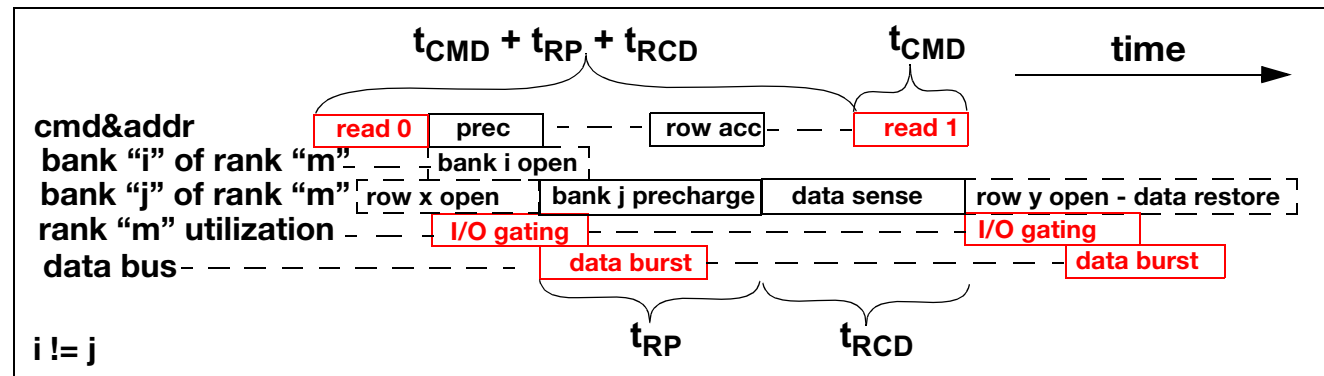 tCMD + tRP + tRCD tCMD time
cmd&addr read 0 prec row acc read 1
bank “i” of rank “m” bank i open
bank “j” of rank “m” row x open bank j precharge data sense row y open - data restore
rank “m” utilization I/O gating I/O gating
data bus data burst data burst
tRP tRCD
i != j